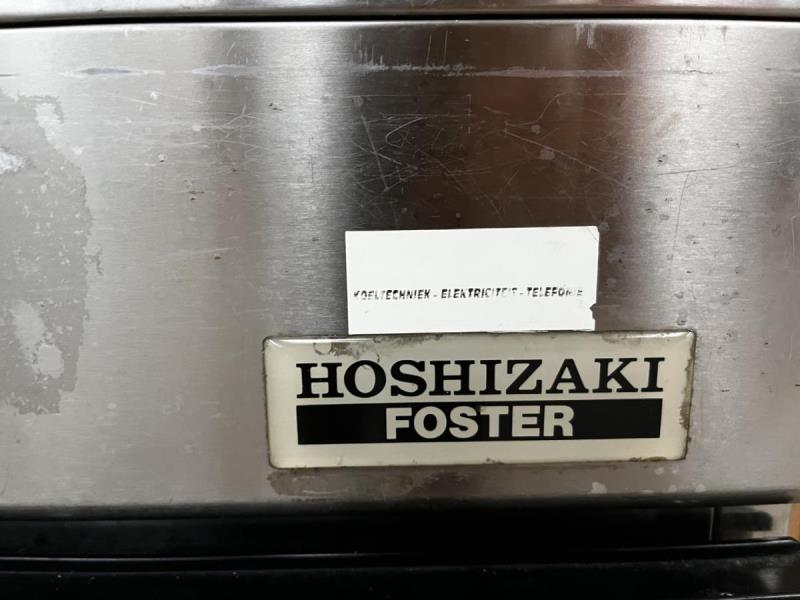 KOELTECHNIEK - ELEKTRICITEIT - TELEFONIE
HOSHIZAKI
FOSTER